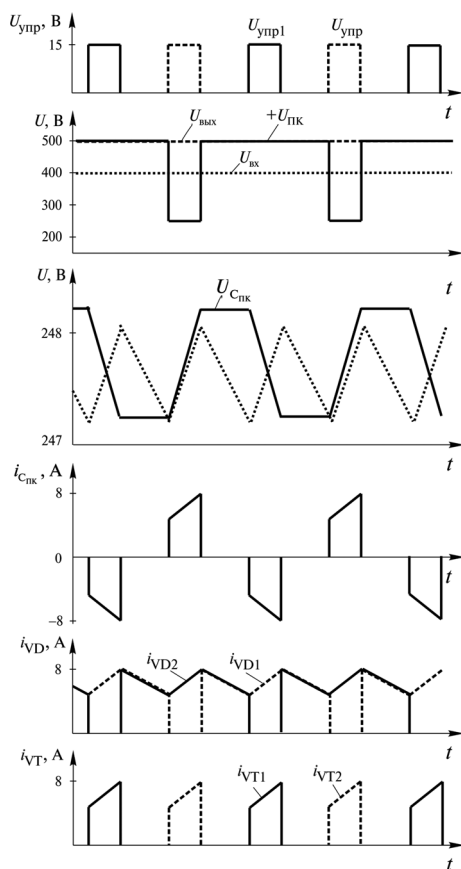 Uупр, В
Uупр1
Uупр
15
t
U, В
Uвых
+UПК
500
Uвх
400
300
200
t
U, В
UCпк
248
247
t
iCпк, А
8
0
t
–8
iVD, А
8
iVD2
iVD1
t
iVT, А
8
iVT1
iVT2
t